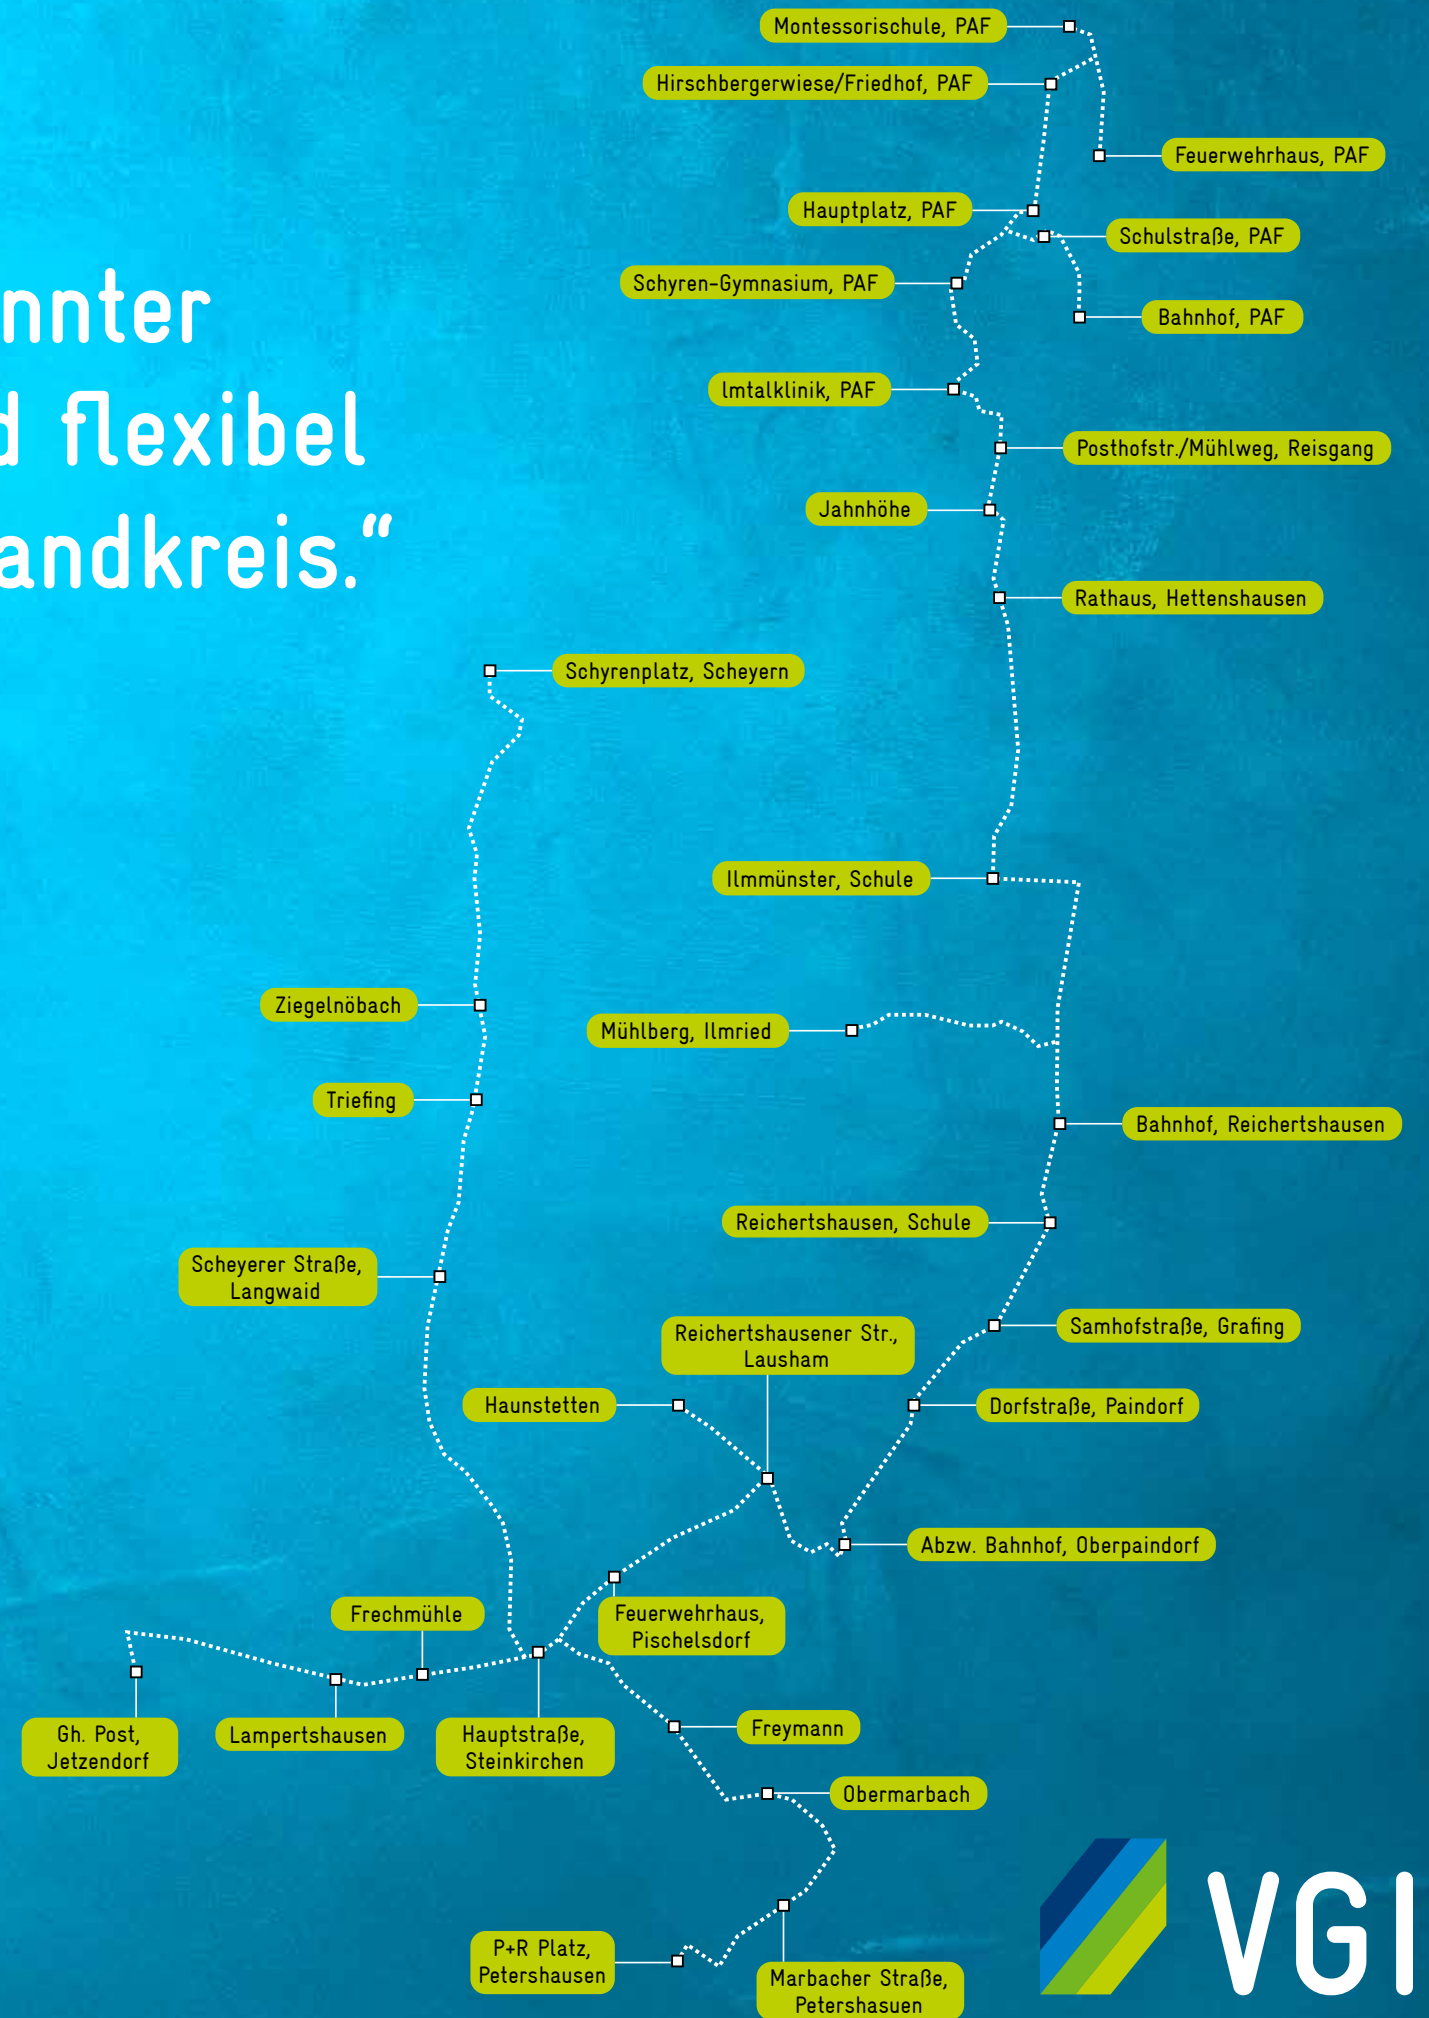 Montessorischule, PAF
Hirschbergerwiese/Friedhof, PAF
Feuerwehrhaus, PAF
Hauptplatz, PAF
Schulstraße, PAF
Schyren-Gymnasium, PAF
Bahnhof, PAF
nnter
d flexibel
andkreis.“
lmtalklinik, PAF
Posthofstr./Mühlweg, Reisgang
Jahnhöhe
Rathaus, Hettenshausen
Schyrenplatz, Scheyern
Ilmmünster, Schule
Ziegelnöbach
Mühlberg, Ilmried
Triefing
Bahnhof, Reichertshausen
Reichertshausen, Schule
Scheyerer Straße,
Langwaid
Samhofstraße, Grafing
Reichertshausener Str.,
Lausham
Haunstetten
Dorfstraße, Paindorf
Abzw. Bahnhof, Oberpaindorf
Frechmühle
Feuerwehrhaus,
Pischelsdorf
Gh. Post,
Jetzendorf
Lampertshausen
Hauptstraße,
Steinkirchen
Freymann
Obermarbach
P+R Platz,
Petershausen
Marbacher Straße,
Petershasuen
VGI